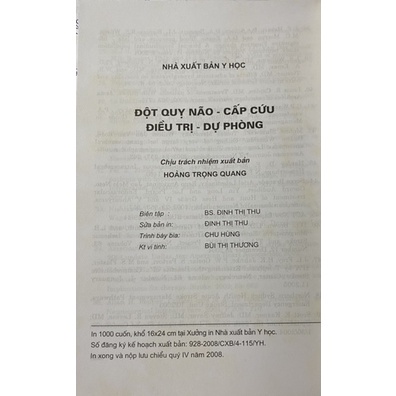 NHÀ XUẤT BẢN Y HỌC
ĐỘT QUỴ NÃO - CẤP CỨU
ĐIỀU TRỊ - DỰ PHÒNG
Chịu trách nhiệm xuất bản
HOÀNG TRỌNG QUANG
Biên tập : BS. ĐINH THỊ THU
Sửa bản in: ĐINH THỊ THU
Trình bày bìa: CHU HÙNG
Kt vi tính: BÙI THỊ THƯƠNG
In 1000 cuốn, khổ 16x24 cm tại Xưởng in Nhà xuất bản Y học.
Số đăng ký kế hoạch xuất bản: 928-2008/CXB/4-115/YH.
In xong và nộp lưu chiểu quý IV năm 2008.